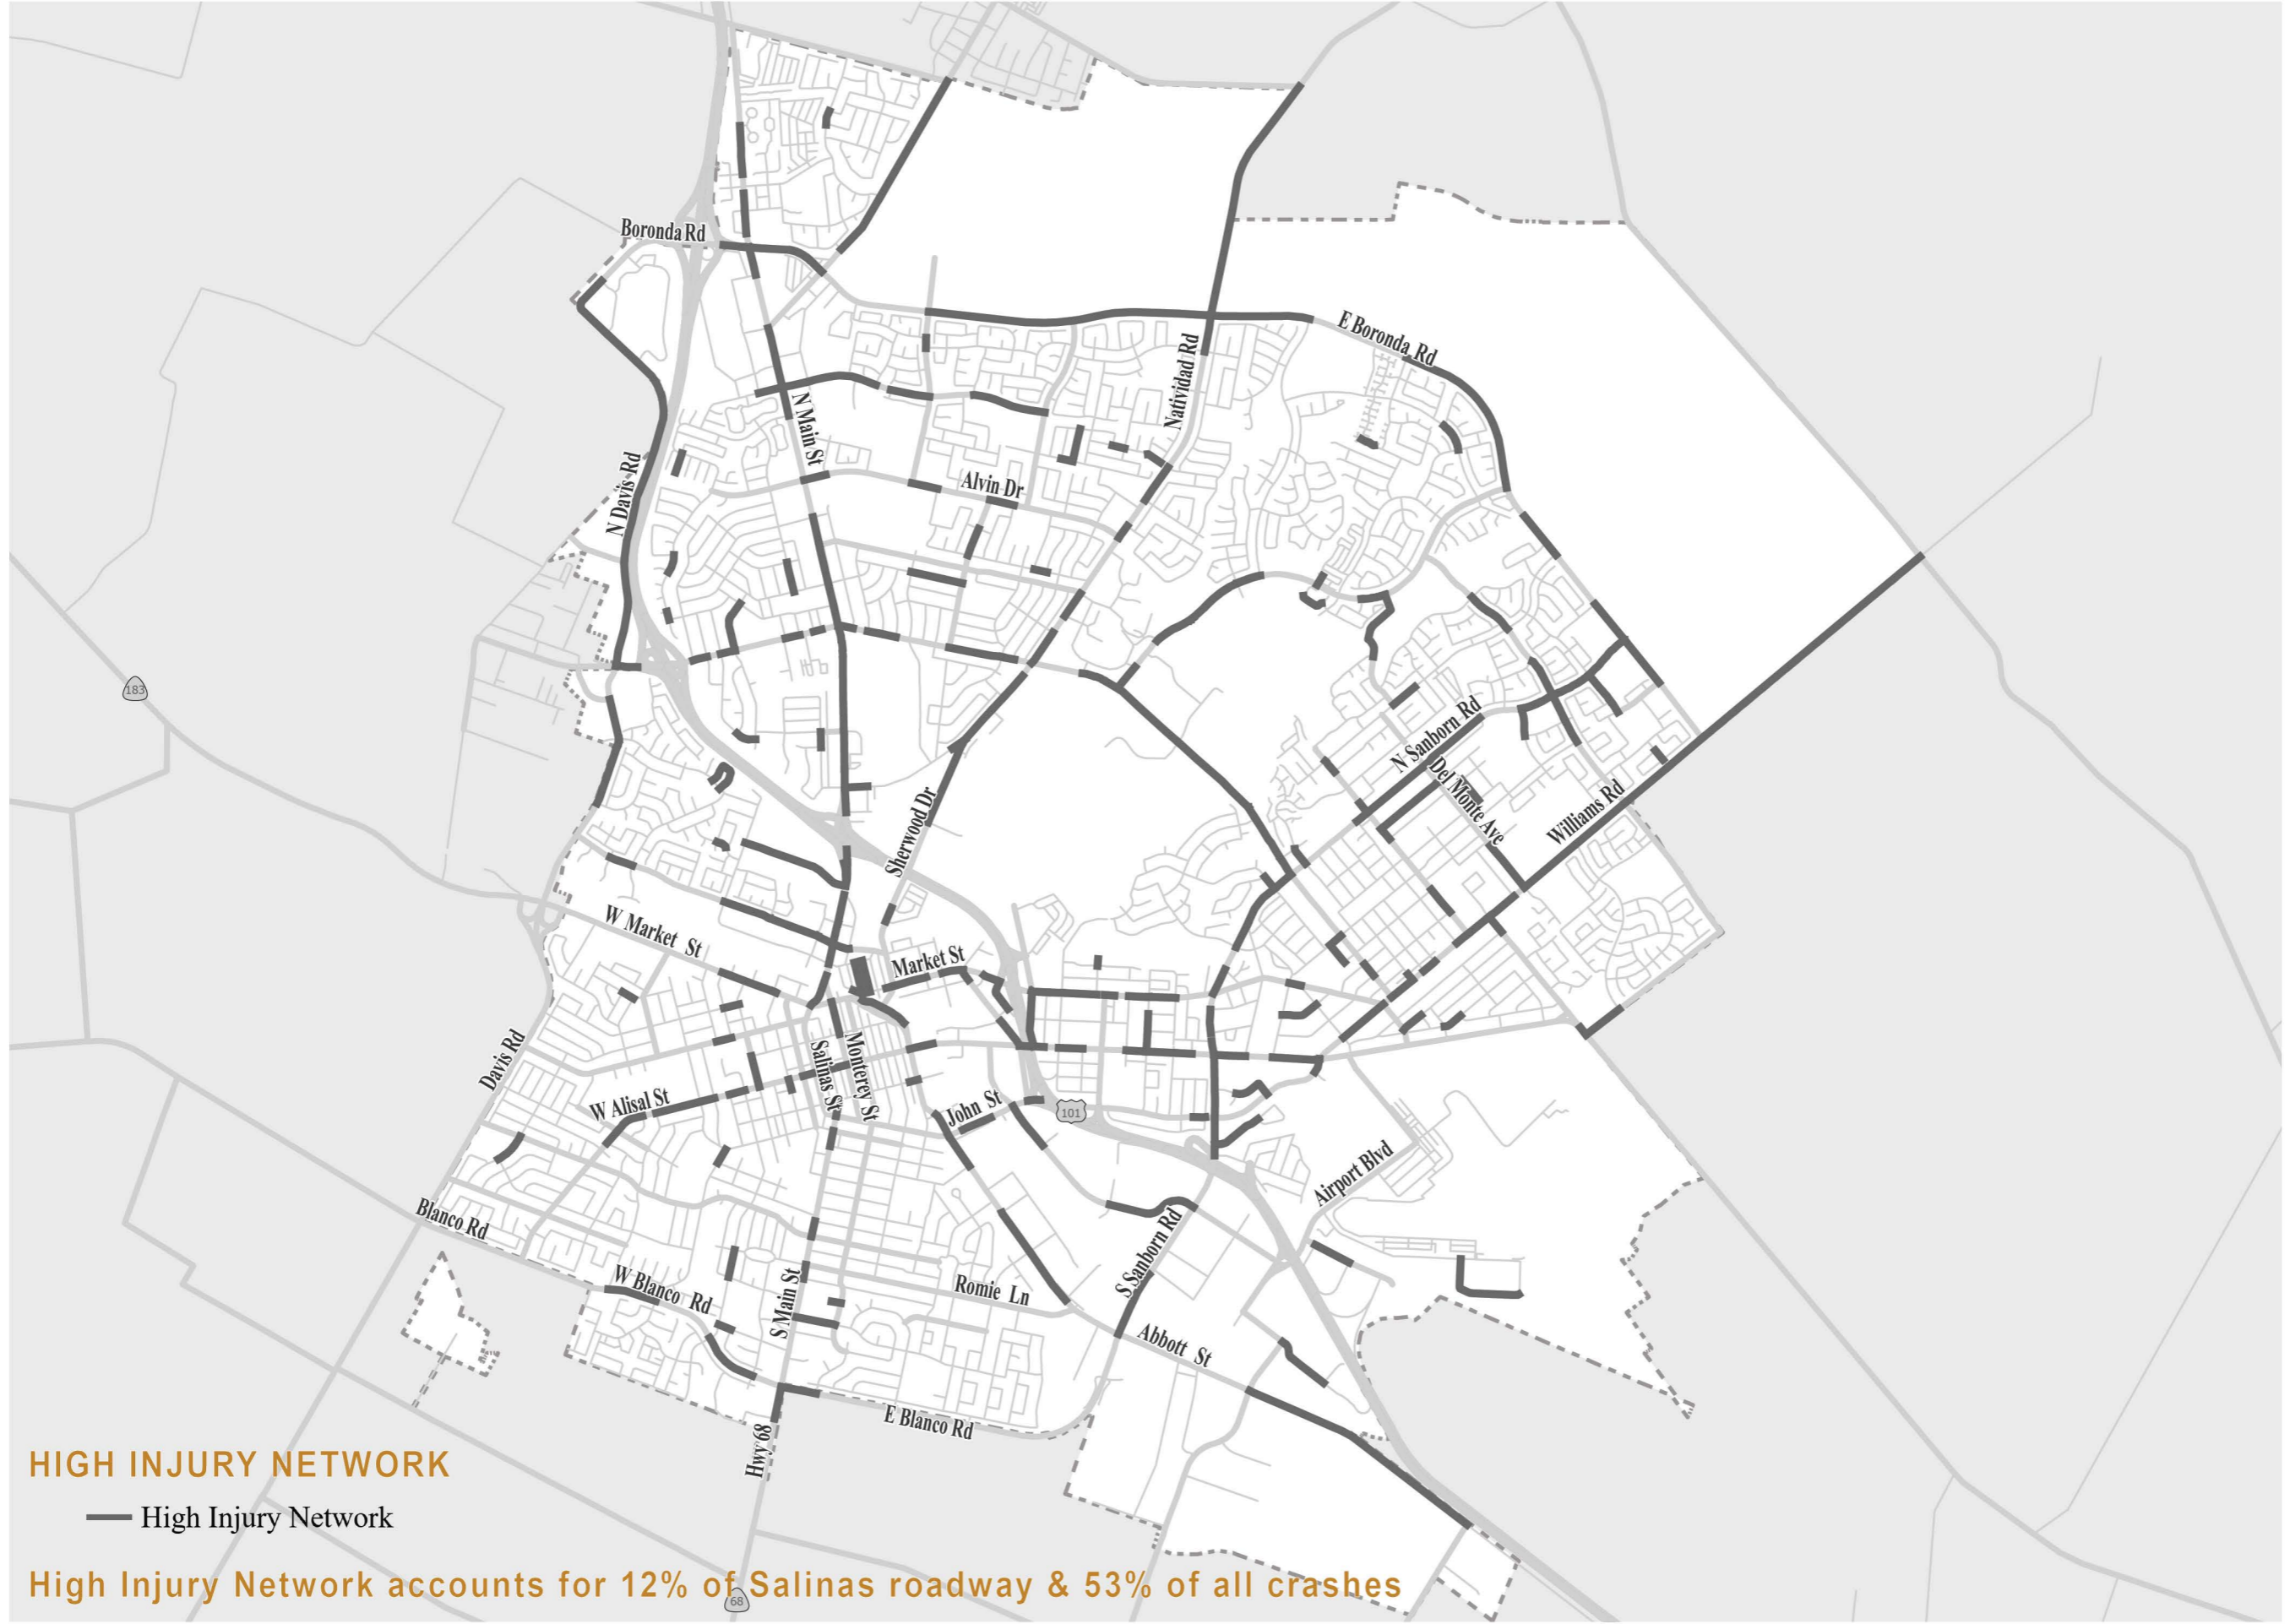 Boronda Rd
E Boronda Rd
Natividad Rd
N Main St
N Davis Rd
Alvin Dr
183
N Sanborn Rd
Del Monte Ave
Williams Rd
Sherwood Dr
W Market St
Market St
Davis Rd
Salinas St
Monterey St
W Alisal St
John St
101
Airport Blvd
Blanco Rd
W Blanco Rd
S Main St
Romie Ln
S Sanborn Rd
Abbott St
E Blanco Rd
Hwy 68
HIGH INJURY NETWORK
High Injury Network
High Injury Network accounts for 12% of Salinas roadway & 53% of all crashes
68